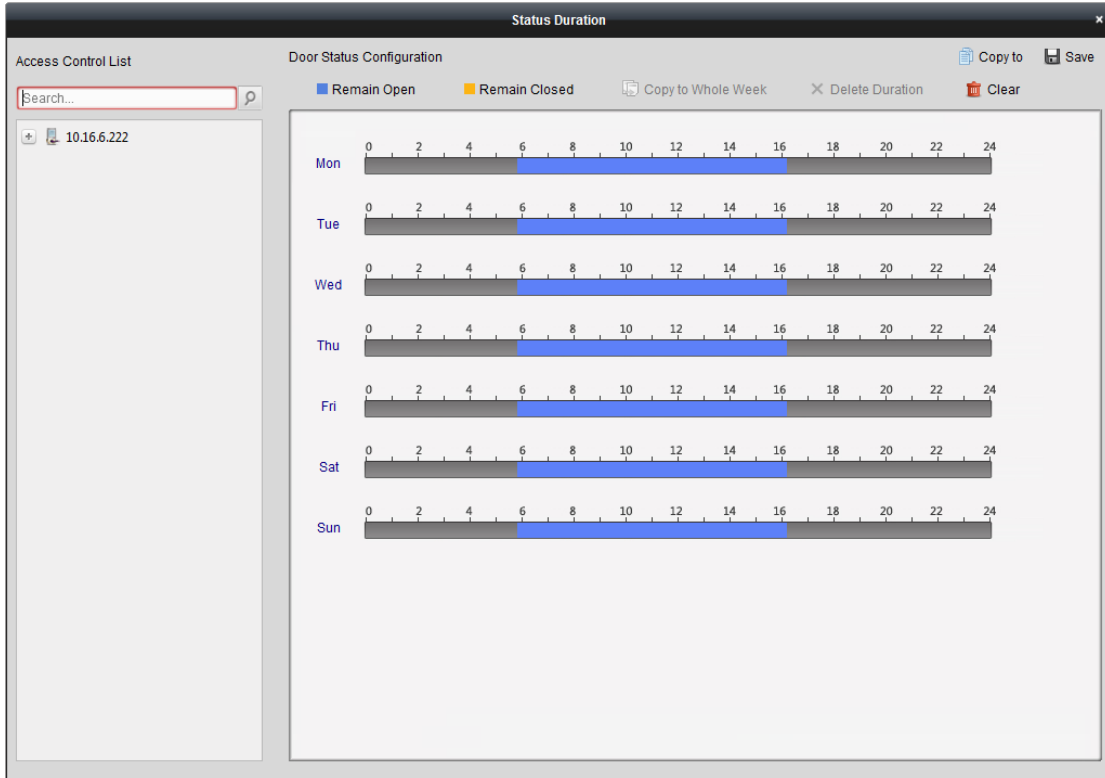 Status Duration ×
Access Control List
Door Status Configuration
Copy to
Save
Search...
Remain Open
Remain Closed
Copy to Whole Week
Delete Duration
Clear
10.16.6.222
0 2 4 6 8 10 12 14 16 18 20 22 24
Mon
0 2 4 6 8 10 12 14 16 18 20 22 24
Tue
0 2 4 6 8 10 12 14 16 18 20 22 24
Wed
0 2 4 6 8 10 12 14 16 18 20 22 24
Thu
0 2 4 6 8 10 12 14 16 18 20 22 24
Fri
0 2 4 6 8 10 12 14 16 18 20 22 24
Sat
0 2 4 6 8 10 12 14 16 18 20 22 24
Sun